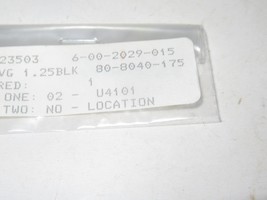 23503 6-00-2029-015
VG 1.25BLK 80-8040-175
RED: 1
ONE: 02 - U4101
TWO: NO - LOCATION